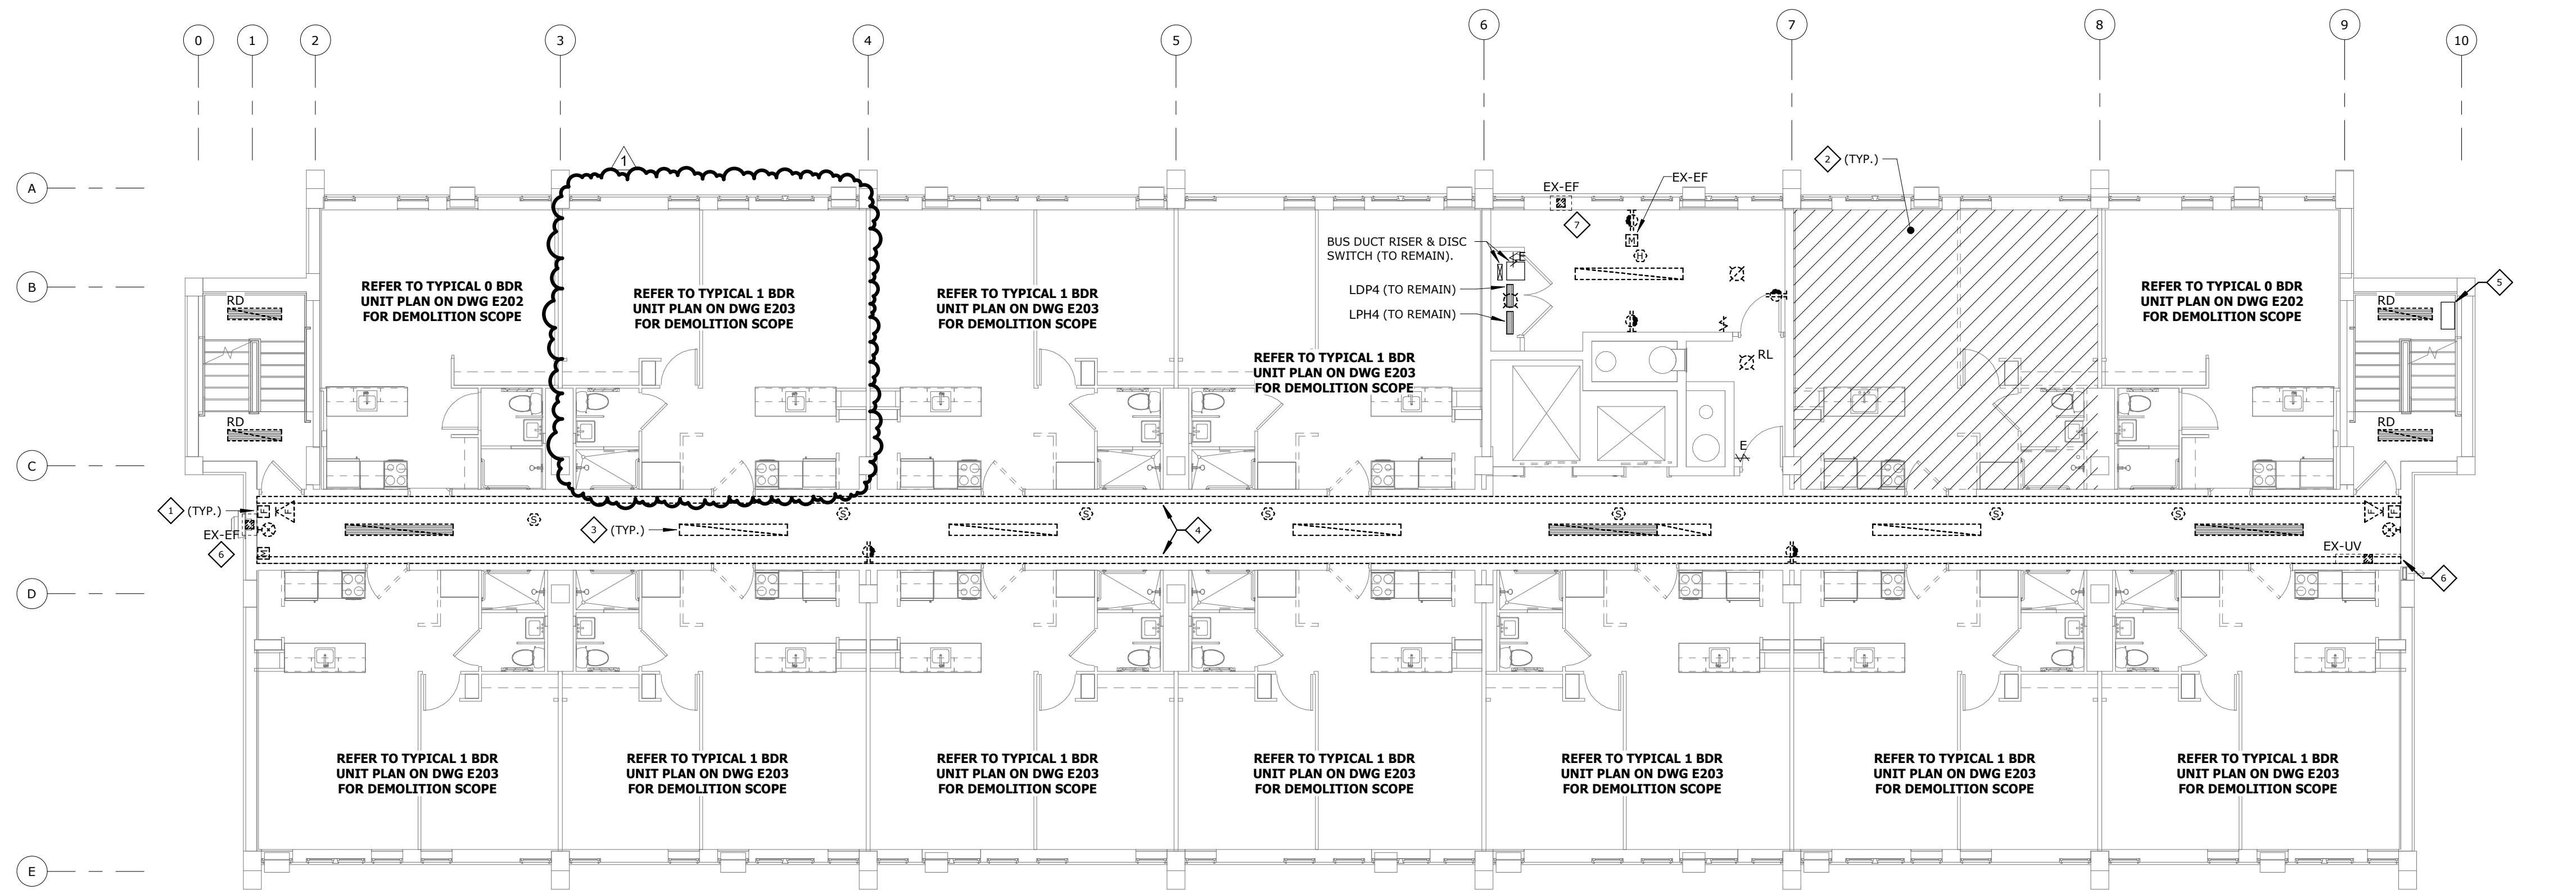 0
1
2
3
4
5
6
7
8
9
10
A
B
C
D
E
1
2 (TYP.)
EX-EF
EX-EF
7
M
H
BUS DUCT RISER & DISC
SWITCH (TO REMAIN).
LDP4 (TO REMAIN)
LPH4 (TO REMAIN)
E
RL
E
REFER TO TYPICAL 0 BDR
UNIT PLAN ON DWG E202
FOR DEMOLITION SCOPE
REFER TO TYPICAL 1 BDR
UNIT PLAN ON DWG E203
FOR DEMOLITION SCOPE
REFER TO TYPICAL 1 BDR
UNIT PLAN ON DWG E203
FOR DEMOLITION SCOPE
REFER TO TYPICAL 1 BDR
UNIT PLAN ON DWG E203
FOR DEMOLITION SCOPE
REFER TO TYPICAL 0 BDR
UNIT PLAN ON DWG E202
FOR DEMOLITION SCOPE
RD
RD
RD
RD
5
1 (TYP.)
F
F
EX-EF
6
M
S
3 (TYP.)
S
S
4
S
S
S
S
F
F
EX-UV
6
REFER TO TYPICAL 1 BDR
UNIT PLAN ON DWG E203
FOR DEMOLITION SCOPE
REFER TO TYPICAL 1 BDR
UNIT PLAN ON DWG E203
FOR DEMOLITION SCOPE
REFER TO TYPICAL 1 BDR
UNIT PLAN ON DWG E203
FOR DEMOLITION SCOPE
REFER TO TYPICAL 1 BDR
UNIT PLAN ON DWG E203
FOR DEMOLITION SCOPE
REFER TO TYPICAL 1 BDR
UNIT PLAN ON DWG E203
FOR DEMOLITION SCOPE
REFER TO TYPICAL 1 BDR
UNIT PLAN ON DWG E203
FOR DEMOLITION SCOPE
REFER TO TYPICAL 1 BDR
UNIT PLAN ON DWG E203
FOR DEMOLITION SCOPE